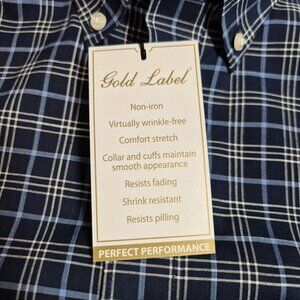 Gold Label
Non-iron
Virtually wrinkle-free
Comfort stretch
Collar and cuffs maintain
smooth appearance
Resists fading
Shrink resistant
Resists pilling
PERFECT PERFORMANCE